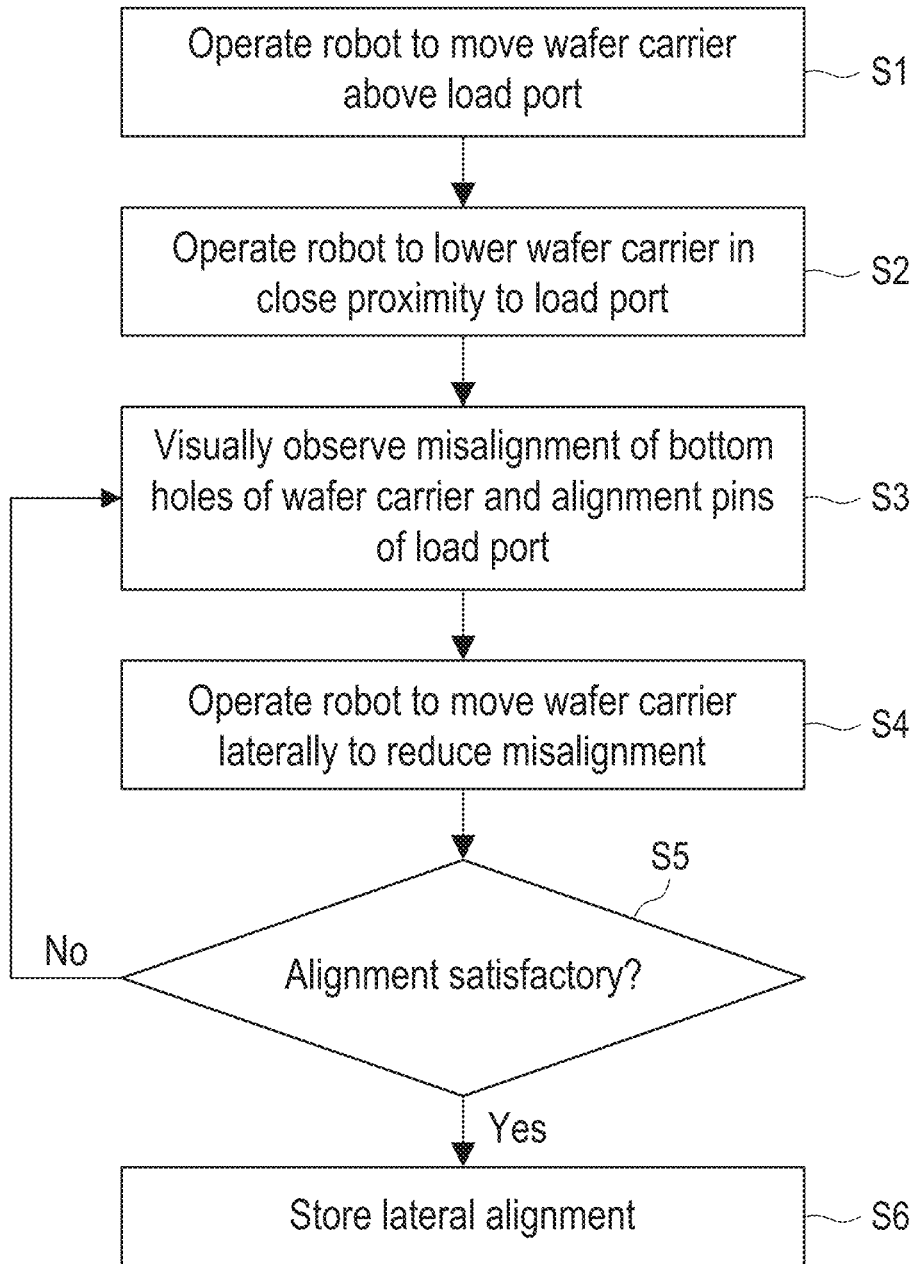 Operate robot to move wafer carrier
above load port
S1
Operate robot to lower wafer carrier in
close proximity to load port
S2
Visually observe misalignment of bottom
holes of wafer carrier and alignment pins
of load port
S3
Operate robot to move wafer carrier
laterally to reduce misalignment
S4
S5
Alignment satisfactory?
No
Yes
Store lateral alignment
S6